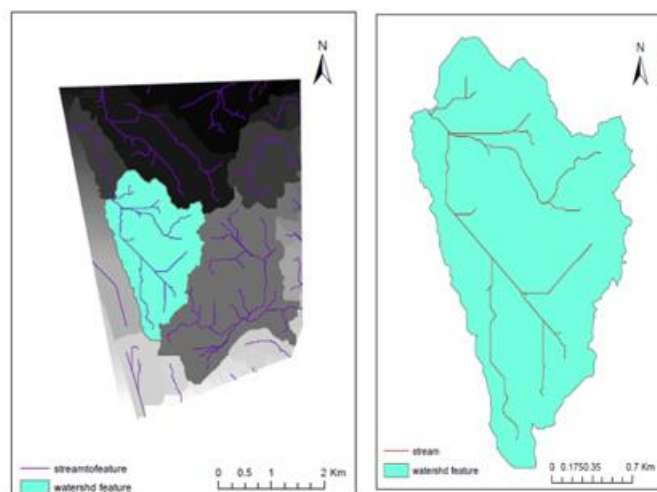 N
streamtofeature
watershd feature
0 0.5 1 2 Km
N
stream
watershd feature
0 0.1750.35 0.7 Km